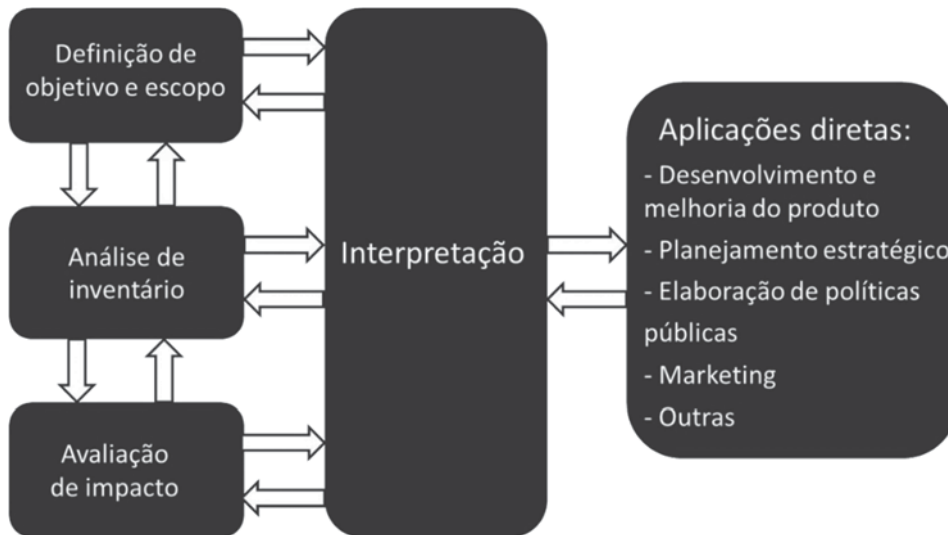 Definição de
objetivo e escopo
Análise de
inventário
Avaliação
de impacto
Interpretação
Aplicações diretas:
- Desenvolvimento e
melhoria do produto
- Planejamento estratégico
- Elaboração de políticas
públicas
- Marketing
- Outras